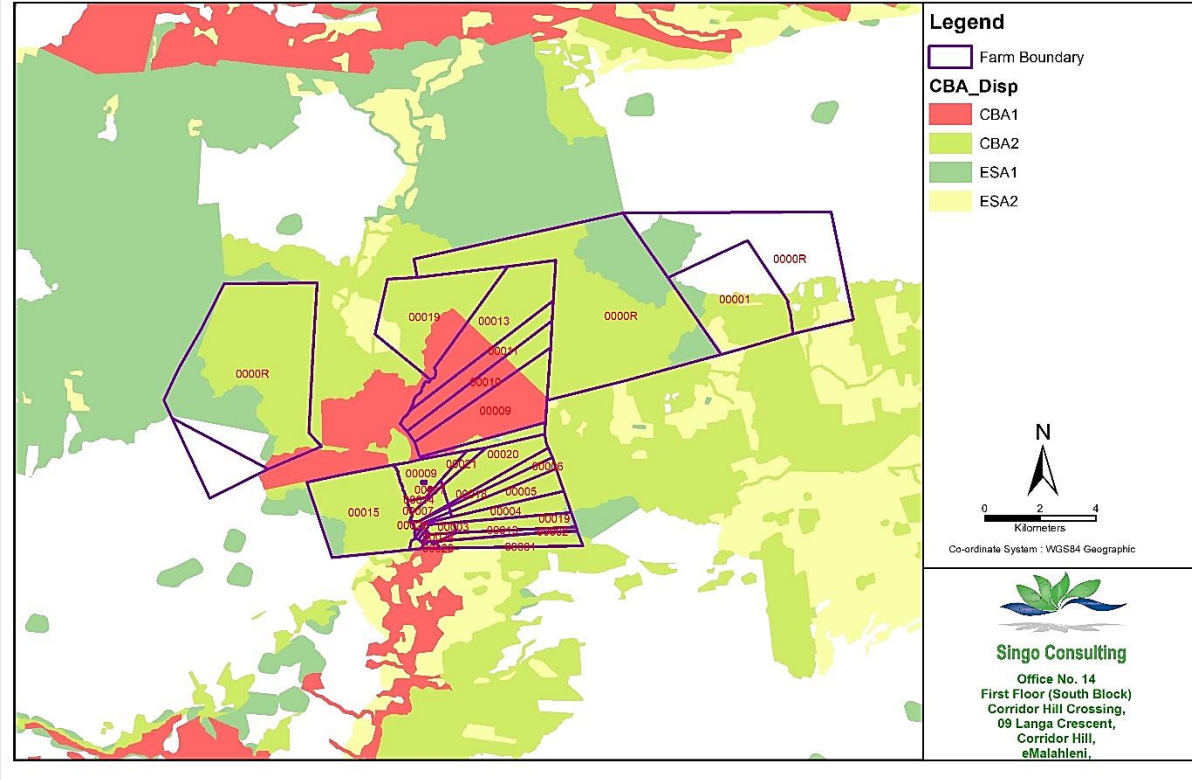 Legend
Farm Boundary
CBA_Disp
CBA1
CBA2
ESA1
ESA2
0000R
00001
0000R
00019
00013
00011
00010
00009
0000R
00020
00021
00006
00009
00018
00005
00015
00007
00004
00019
00003
00013
00002
00001
N
0 2 4
Kilometers
Co-ordinate System : WGS84 Geographic
Singo Consulting
Office No. 14
First Floor (South Block)
Corridor Hill Crossing,
09 Langa Crescent,
Corridor Hill,
eMalahleni,